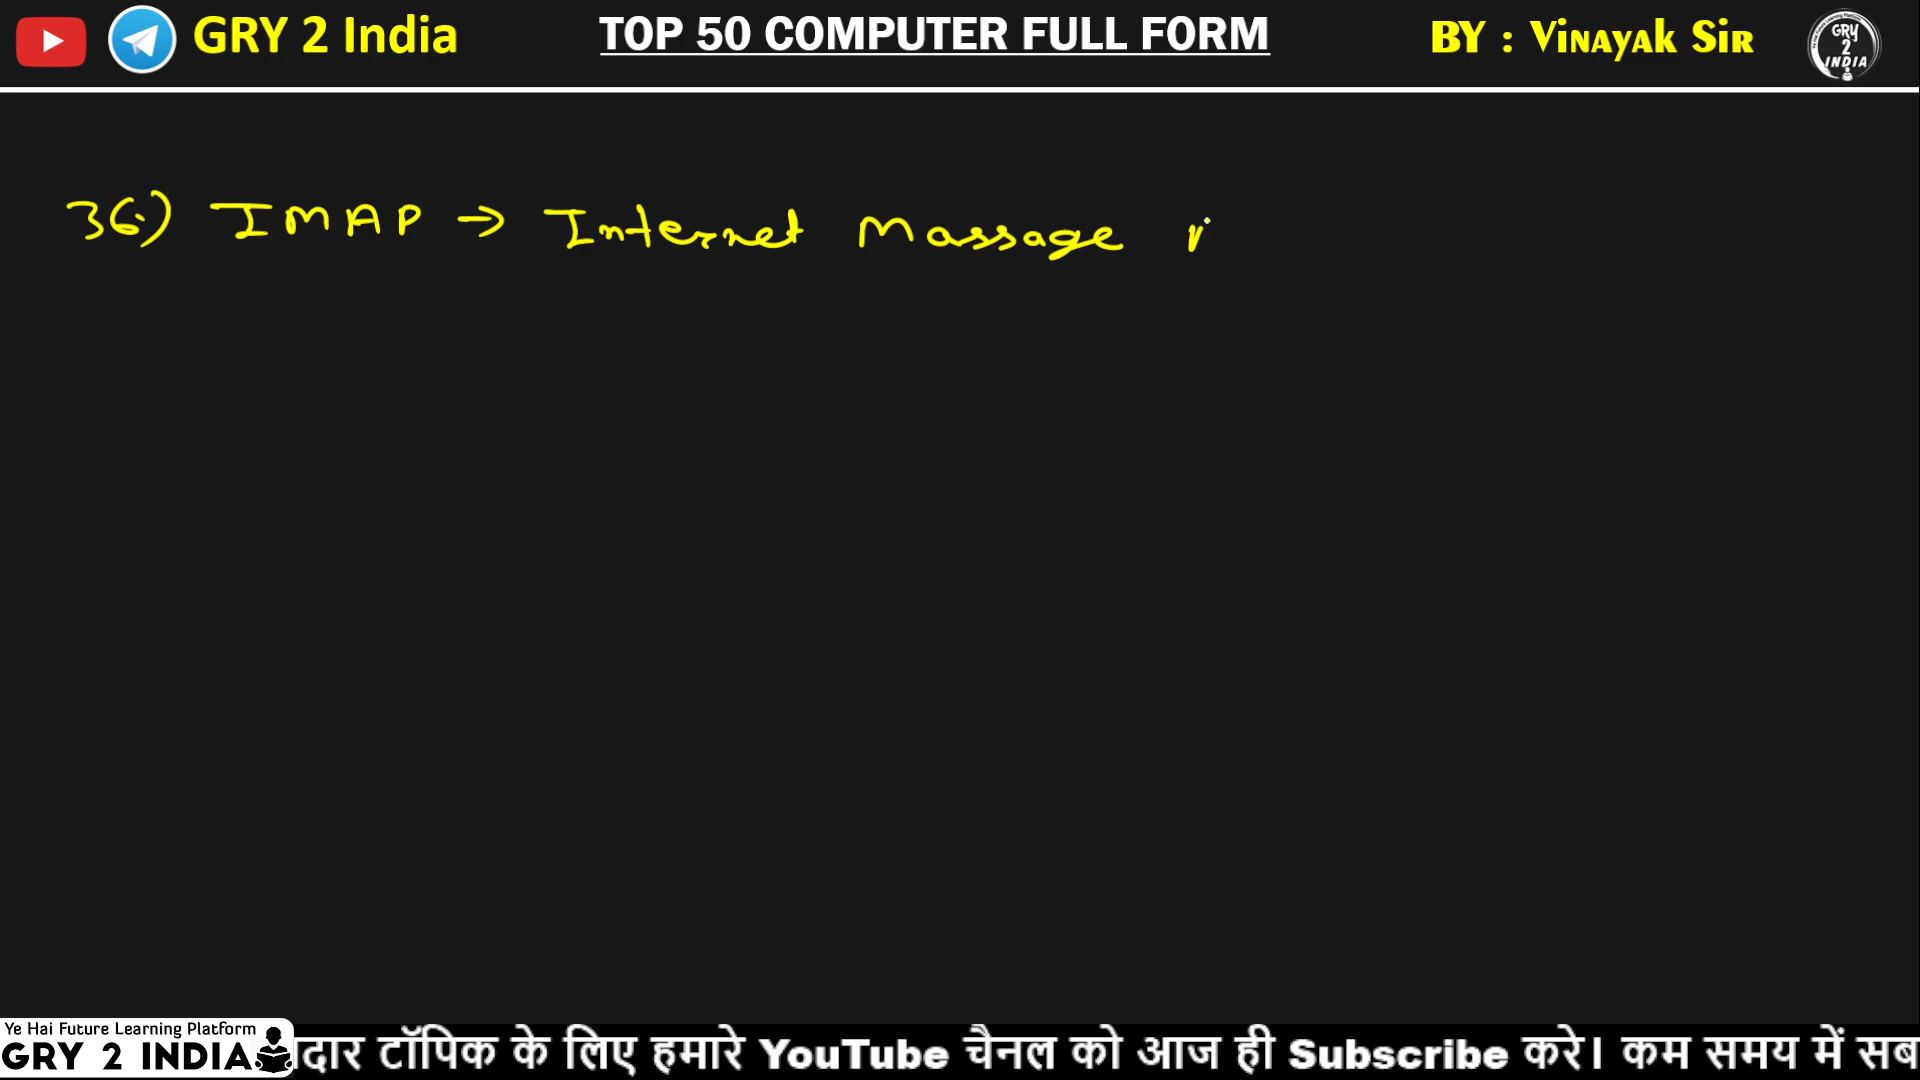 GRY 2 India TOP 50 COMPUTER FULL FORM BY : Vinayak Sir GRY 2 INDIA
36.) IMAP → Internet Massage
Ye Hai Future Learning Platform
GRY 2 INDIA दार टॉपिक के लिए हमारे YouTube चैनल को आज ही Subscribe करे। कम समय में सब